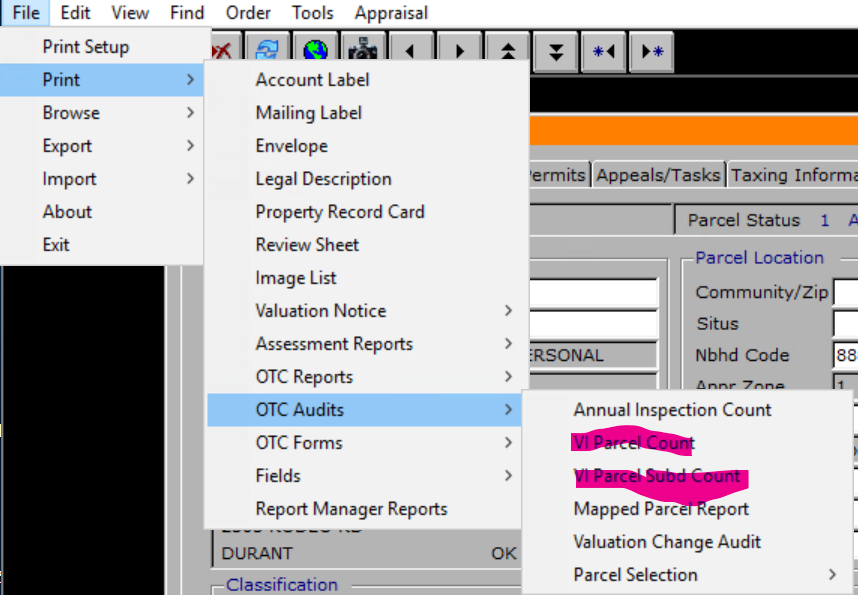 File Edit View Find Order Tools Appraisal
Print Setup
Print
Browse
Export
Import
About
Exit
Account Label
Mailing Label
Envelope
Legal Description
Property Record Card
Review Sheet
Image List
Valuation Notice
Assessment Reports
OTC Reports
OTC Audits
OTC Forms
Fields
Report Manager Reports
Annual Inspection Count
VI Parcel Count
VI Parcel Subd Count
Mapped Parcel Report
Valuation Change Audit
Parcel Selection
ermits Appeals/Tasks Taxing Informa
Parcel Status 1 A
Parcel Location
Community/Zip
Situs
ERSONAL
Nbhd Code 88
Appr Zone 1
DURANT OK
Classification